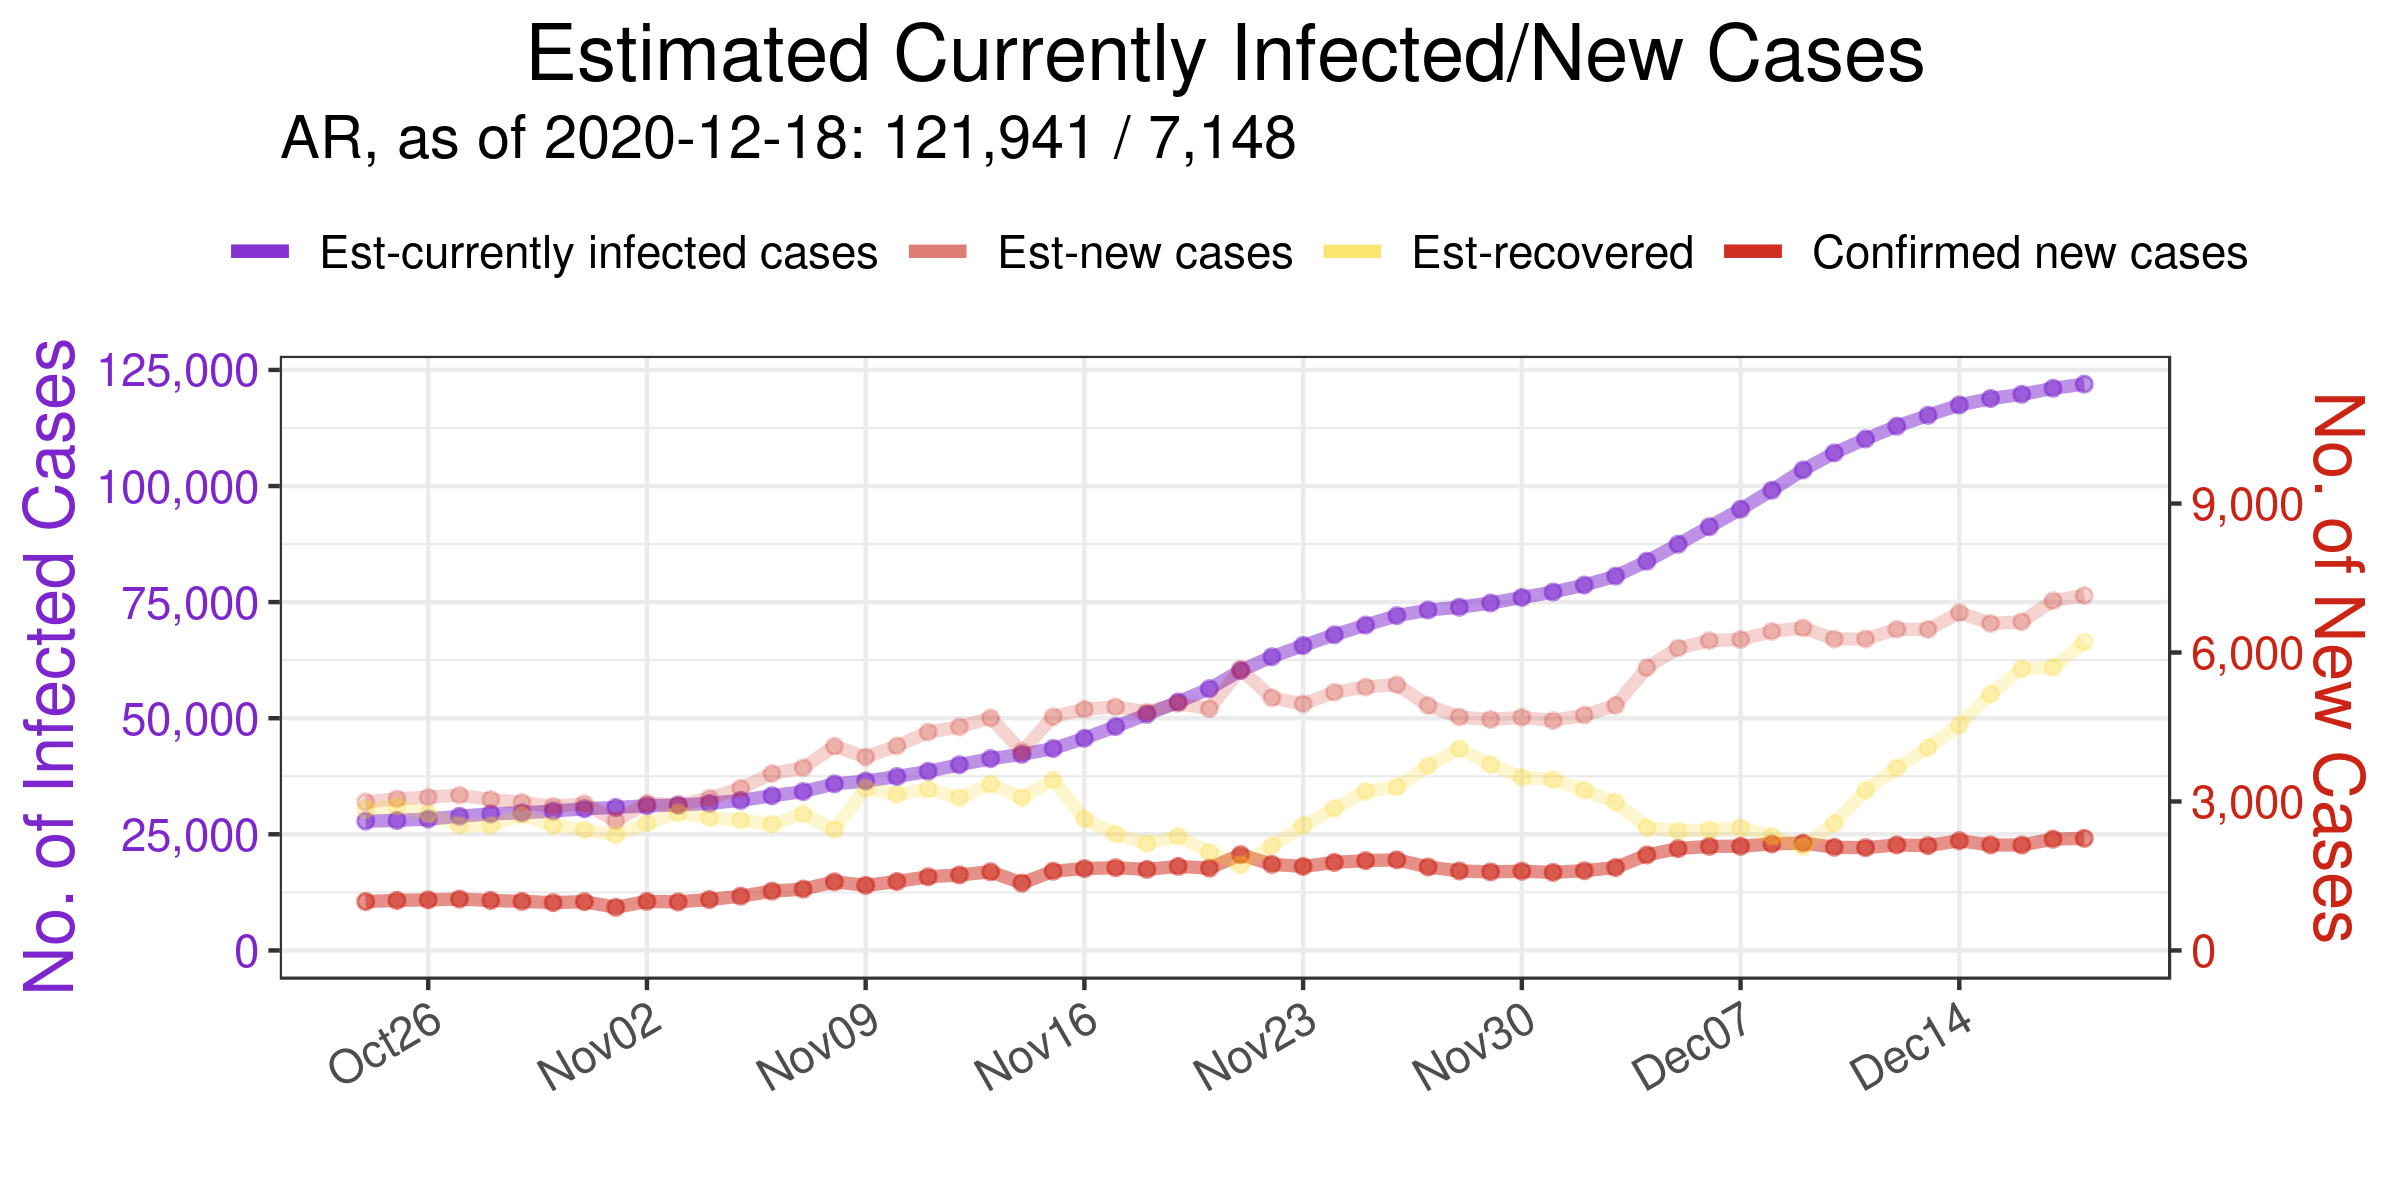 Estimated Currently Infected/New Cases
AR, as of 2020-12-18: 121,941 / 7,148
Est-currently infected cases Est-new cases Est-recovered Confirmed new cases
No. of Infected Cases
125,000
100,000
75,000
50,000
25,000
0
9,000
6,000
3,000
0
No. of New Cases
Oct26 Nov02 Nov09 Nov16 Nov23 Nov30 Dec07 Dec14